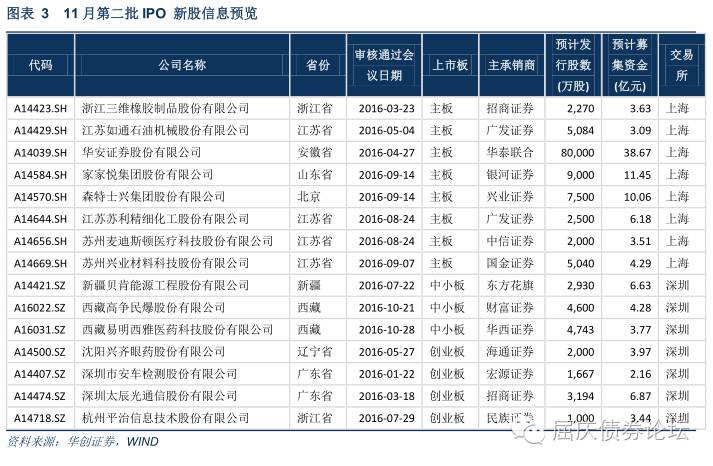 图表 3 11月第二批IPO 新股信息预览
代码 公司名称 省份 审核通过会议日期 上市板 主承销商 预计发行股数(万股) 预计募集资金(亿元) 交易所
A14423.SH 浙江三维橡胶制品股份有限公司 浙江省 2016-03-23 主板 招商证券 2,270 3.63 上海
A14429.SH 江苏如通石油机械股份有限公司 江苏省 2016-05-04 主板 广发证券 5,084 3.09 上海
A14039.SH 华安证券股份有限公司 安徽省 2016-04-27 主板 华泰联合 80,000 38.67 上海
A14584.SH 家家悦集团股份有限公司 山东省 2016-09-14 主板 银河证券 9,000 11.45 上海
A14570.SH 森特士兴集团股份有限公司 北京 2016-09-14 主板 兴业证券 7,500 10.06 上海
A14644.SH 江苏苏利精细化工股份有限公司 江苏省 2016-08-24 主板 广发证券 2,500 6.18 上海
A14656.SH 苏州麦迪斯顿医疗科技股份有限公司 江苏省 2016-08-24 主板 中信证券 2,000 3.51 上海
A14669.SH 苏州兴业材料科技股份有限公司 江苏省 2016-09-07 主板 国金证券 5,040 4.29 上海
A14421.SZ 新疆贝肯能源工程股份有限公司 新疆 2016-07-22 中小板 东方花旗 2,930 6.63 深圳
A16022.SZ 西藏高争民爆股份有限公司 西藏 2016-10-21 中小板 财富证券 4,600 4.28 深圳
A16031.SZ 西藏易明西雅医药科技股份有限公司 西藏 2016-10-28 中小板 华西证券 4,743 3.77 深圳
A14500.SZ 沈阳兴齐眼药股份有限公司 辽宁省 2016-05-27 创业板 海通证券 2,000 3.97 深圳
A14407.SZ 深圳市安车检测股份有限公司 广东省 2016-01-22 创业板 宏源证券 1,667 2.16 深圳
A14474.SZ 深圳太辰光通信股份有限公司 广东省 2016-03-18 创业板 招商证券 3,194 6.87 深圳
A14718.SZ 杭州平治信息技术股份有限公司 浙江省 2016-07-29 创业板 民族证券 1,000 3.44 深圳
资料来源：华创证券，WIND
屈庆债券论坛